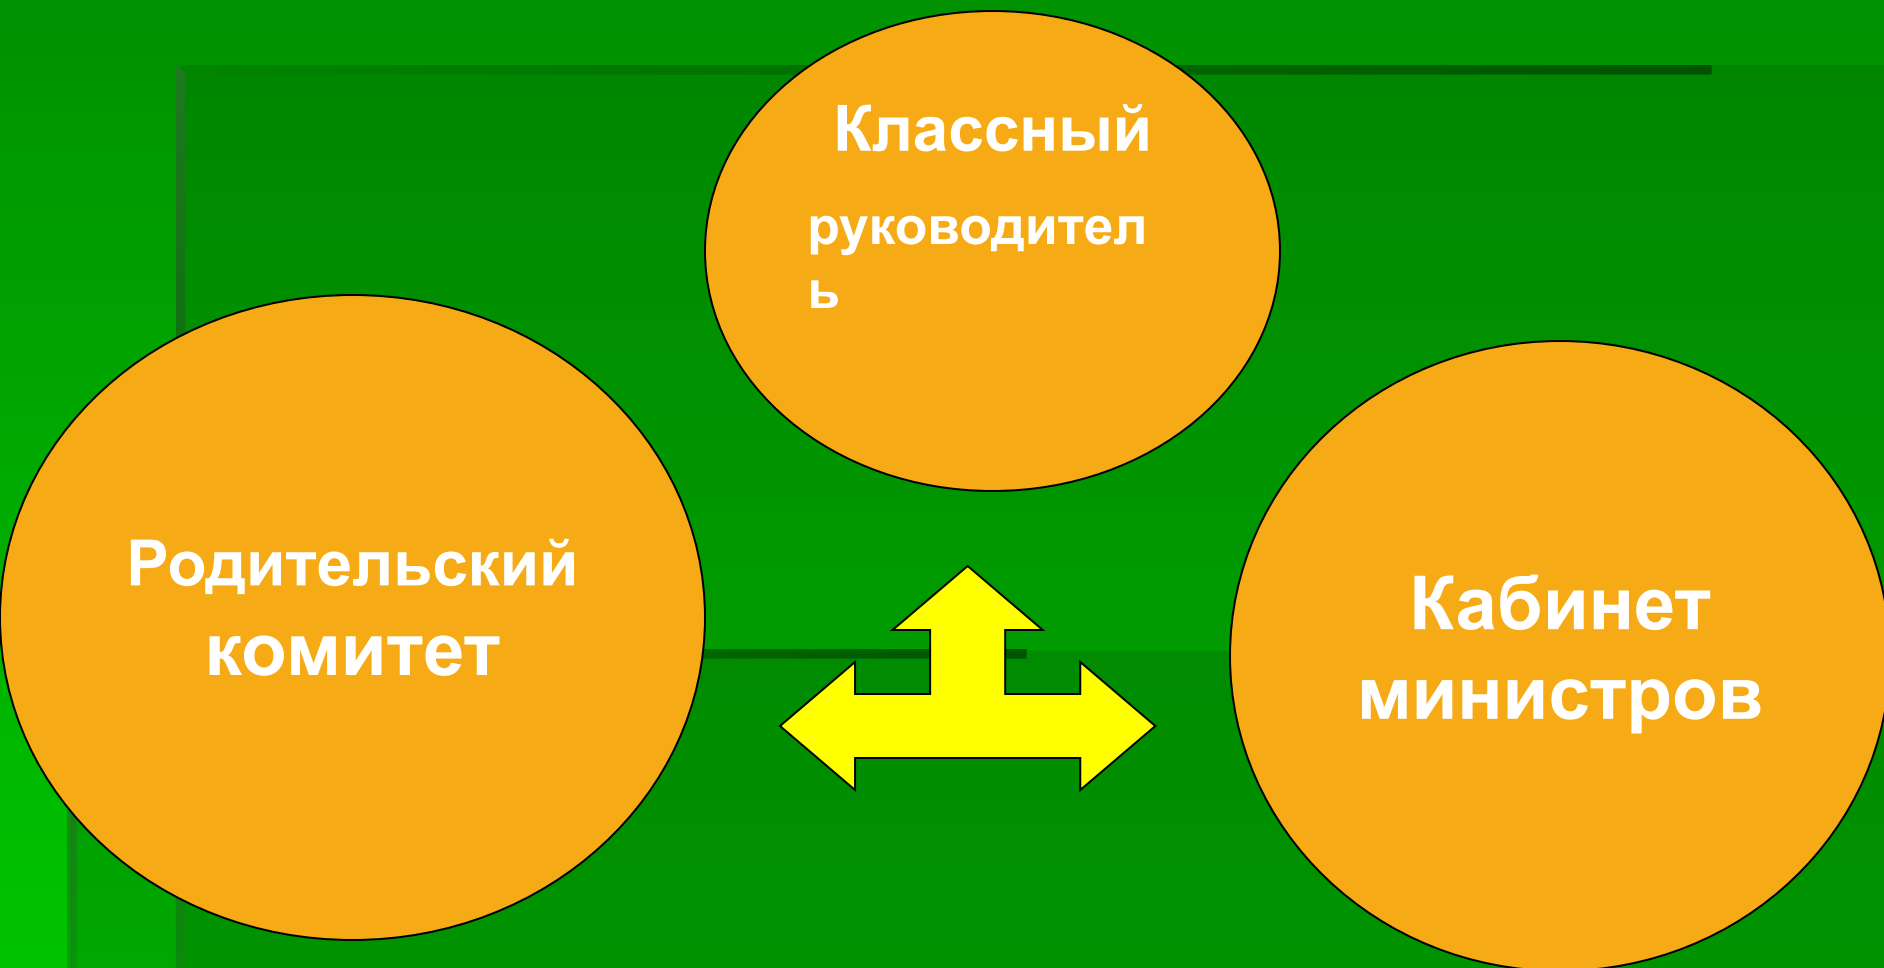 Классный
руководител
ь
Родительский
комитет
Кабинет
министров